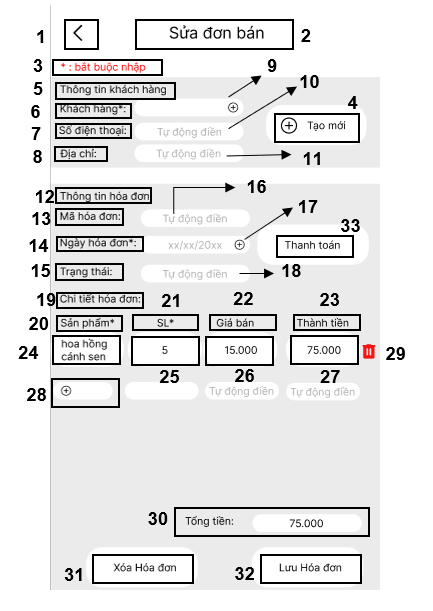 1 Sửa đơn bán 2
3 * : bắt buộc nhập
5 Thông tin khách hàng 9 10
6 Khách hàng*: 4
7 Số điện thoại: Tự động điền Tạo mới
8 Địa chỉ: Tự động điền 11
12 Thông tin hóa đơn 16
13 Mã hóa đơn: Tự động điền 17 33
14 Ngày hóa đơn*: xx/xx/20xx Thanh toán
15 Trạng thái: Tự động điền 18
19 Chi tiết hóa đơn: 21 22 23
20 Sản phẩm* SL* Giá bán Thành tiền
24 hoa hồng 5 15.000 75.000 29
cánh sen
25 26 27
28 Tự động điền Tự động điền
30 Tổng tiền: 75.000
31 Xóa Hóa đơn 32 Lưu Hóa đơn